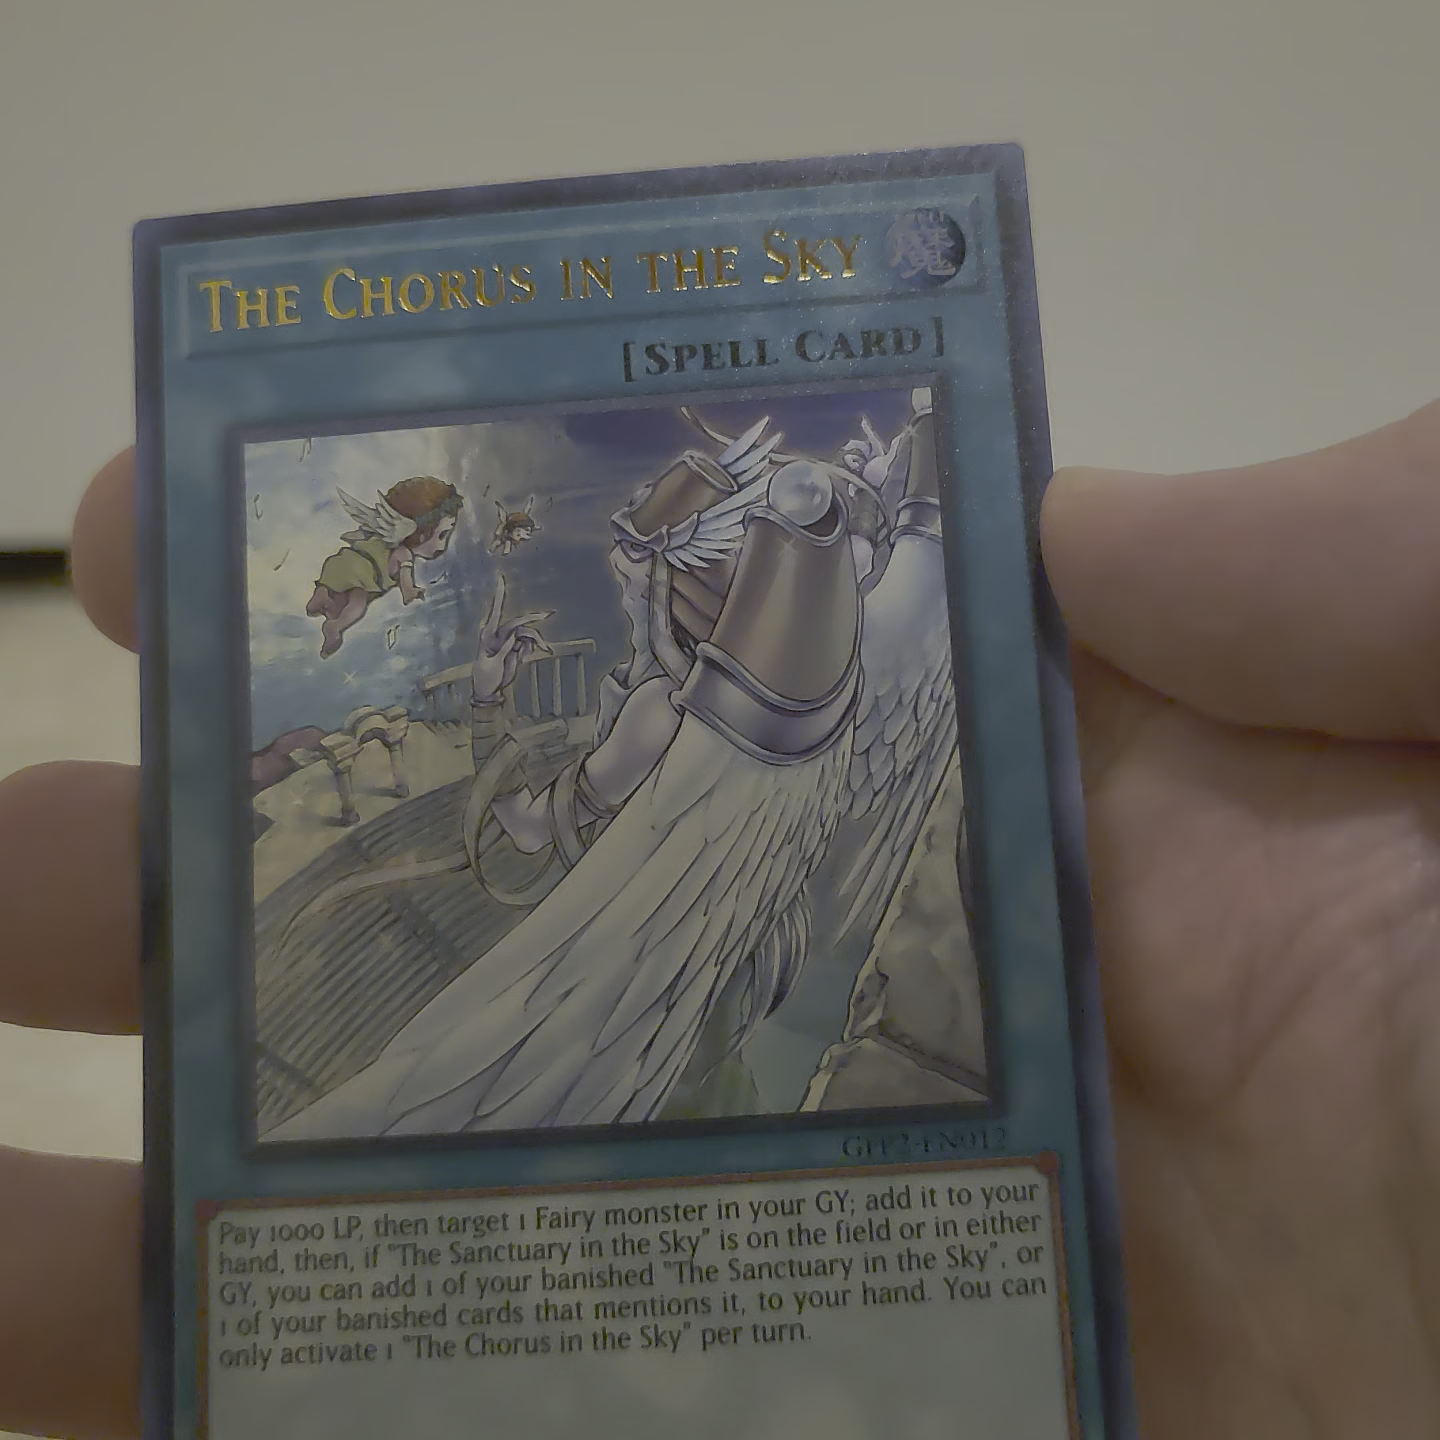 The Chorus in the Sky 魔
[Spell Card]
GFP2-EN012
Pay 1000 LP, then target 1 Fairy monster in your GY; add it to your
hand, then, if "The Sanctuary in the Sky" is on the field or in either
GY, you can add 1 of your banished "The Sanctuary in the Sky", or
1 of your banished cards that mentions it, to your hand. You can
only activate 1 "The Chorus in the Sky" per turn.